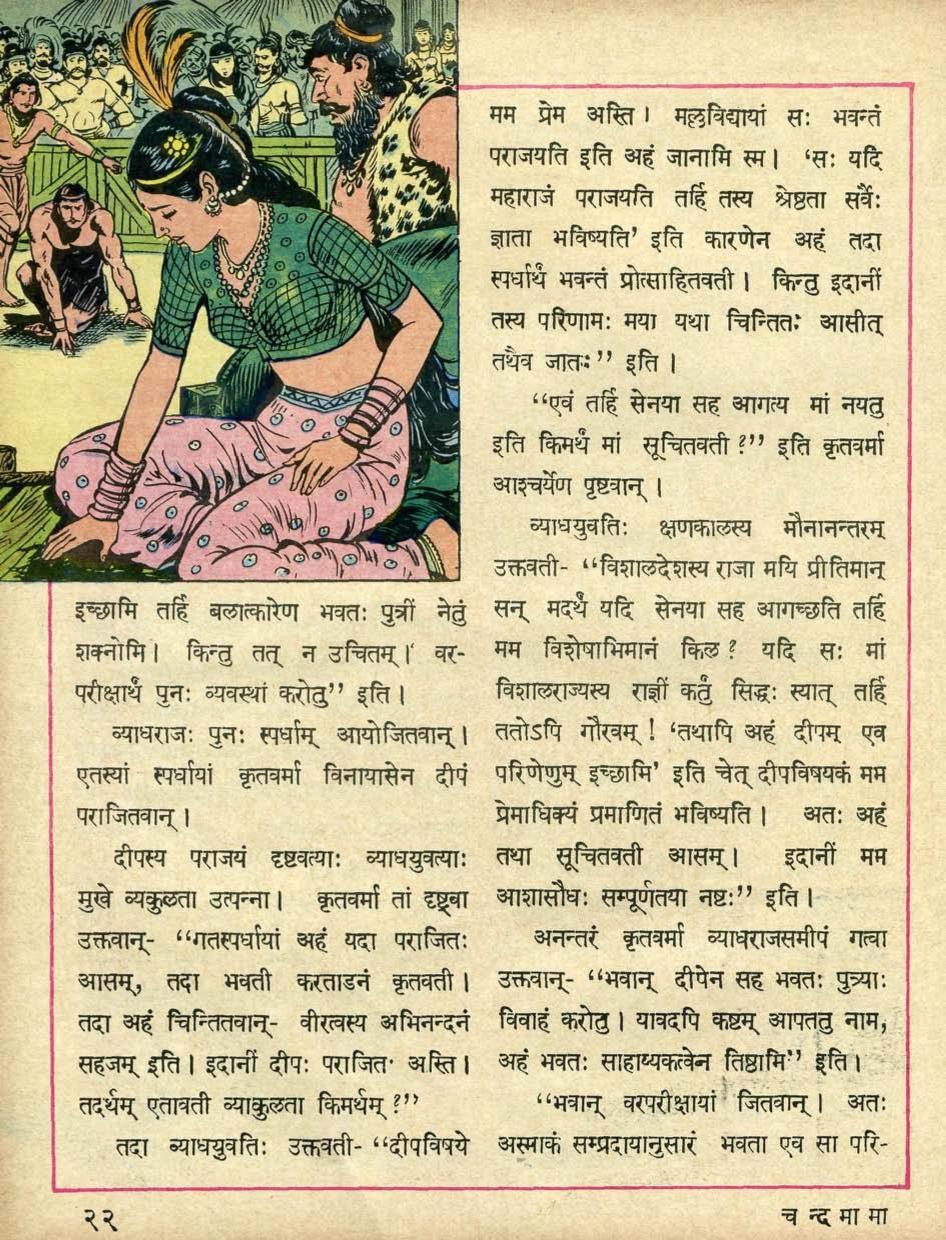 इच्छामि तर्हि बलात्कारेण भवतः पुत्रीं नेतुं
शक्नोमि। किन्तु तत् न उचितम्। वर-
परीक्षार्थं पुनः व्यवस्थां करोतु” इति।
व्याधराजः पुनः स्पर्धाम् आयोजितवान्।
एतस्यां स्पर्धायां कृतवर्मा विनायासेन दीपं
पराजितवान्।
दीपस्य पराजयं दृष्टवत्याः व्याधयुवत्याः
मुखे व्यकुलता उत्पन्ना। कृतवर्मा तां दृष्ट्वा
उक्तवान्- “गतस्पर्धायां अहं यदा पराजितः
आसम्, तदा भवती करताडनं कृतवती।
तदा अहं चिन्तितवान्- वीरत्वस्य अभिनन्दनं
सहजम् इति। इदानीं दीपः पराजित अस्ति।
तदर्थम् एतावती व्याकुलता किमर्थम्?”
तदा व्याधयुवतिः उक्तवती- “दीपविषये
मम प्रेम अस्ति। मल्लविद्यायां सः भवन्तं
पराजयति इति अहं जानामि स्म। ‘सः यदि
महाराजं पराजयति तर्हि तस्य श्रेष्ठता सर्वैः
ज्ञाता भविष्यति’ इति कारणेन अहं तदा
स्पर्धार्थं भवन्तं प्रोत्साहितवती। किन्तु इदानीं
तस्य परिणामः मया यथा चिन्तितः आसीत्
तथैव जातः” इति।
“एवं तर्हि सेनया सह आगत्य मां नयतु
इति किमर्थं मां सूचितवती?” इति कृतवर्मा
आश्चर्येण पृष्टवान्।
व्याधयुवतिः क्षणकालस्य मौनानन्तरम्
उक्तवती- “विशालदेशस्य राजा मयि प्रीतिमान्
सन् मदर्थं यदि सेनया सह आगच्छति तर्हि
मम विशेषाभिमानं किल? यदि सः मां
विशालराज्यस्य राज्ञीं कर्तुं सिद्धः स्यात् तर्हि
ततोऽपि गौरवम्! ‘तथापि अहं दीपम् एव
परिणेणुम् इच्छामि’ इति चेत् दीपविषयकं मम
प्रेमाधिक्यं प्रमाणितं भविष्यति। अतः अहं
तथा सूचितवती आसम्। इदानीं मम
आशासौधः सम्पूर्णतया नष्टः” इति।
अनन्तरं कृतवर्मा व्याधराजसमीपं गत्वा
उक्तवान्- “भवान् दीपेन सह भवतः पुत्र्याः
विवाहं करोतु। यावदपि कष्टम् आपततु नाम,
अहं भवतः साहाय्यकत्वेन तिष्ठामि” इति।
“भवान् वरपरीक्षायां जितवान्। अतः
अस्माकं सम्प्रदायानुसारं भवता एव सा परि-
२२
चन्दमामा